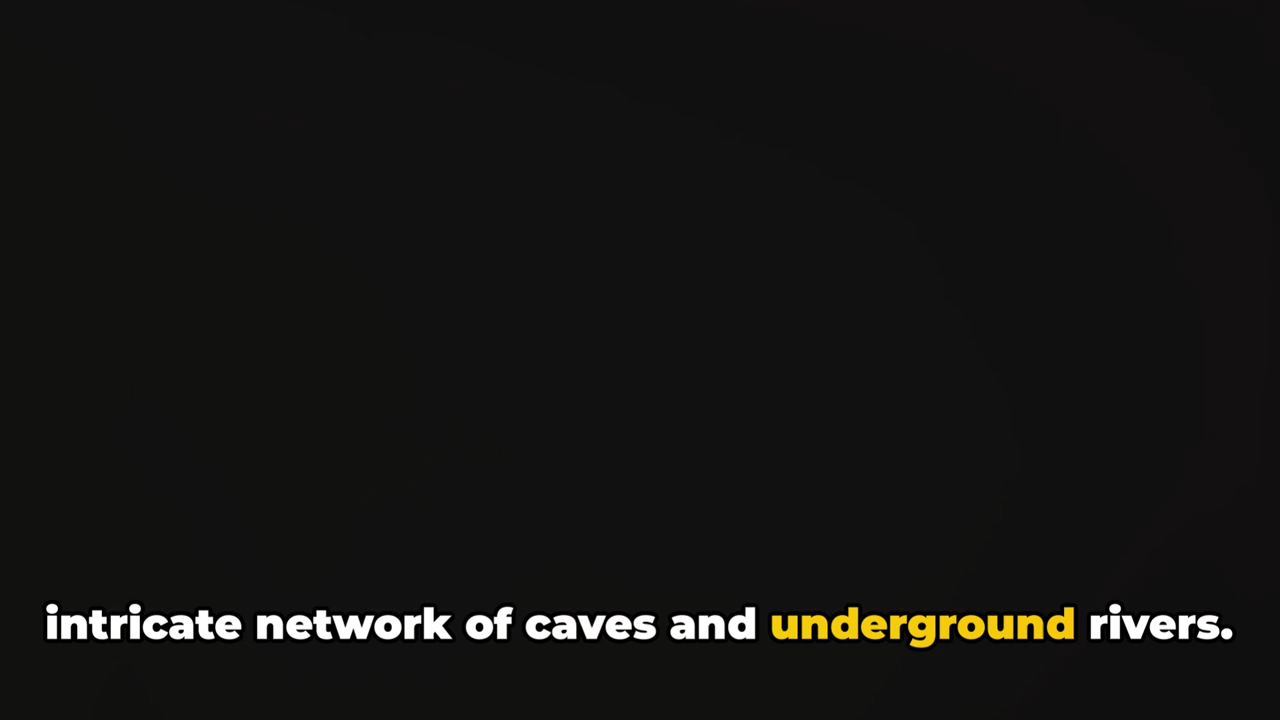 intricate network of caves and underground rivers.